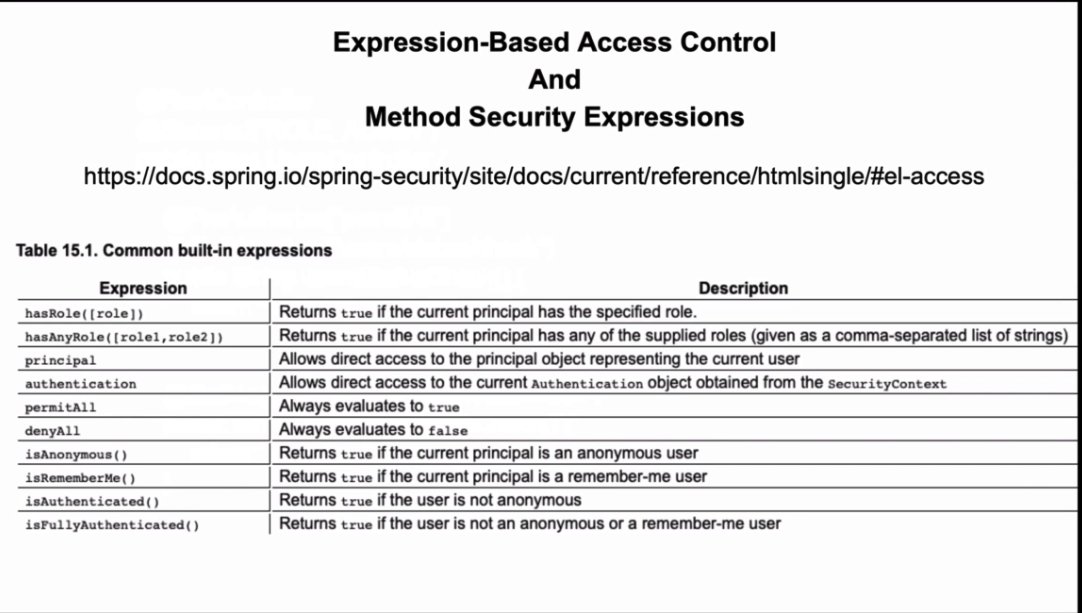 Expression-Based Access Control
And
Method Security Expressions
https://docs.spring.io/spring-security/site/docs/current/reference/htmlsingle/#el-access
Table 15.1. Common built-in expressions
Expression Description
hasRole([role]) Returns true if the current principal has the specified role.
hasAnyRole([role1,role2]) Returns true if the current principal has any of the supplied roles (given as a comma-separated list of strings)
principal Allows direct access to the principal object representing the current user
authentication Allows direct access to the current Authentication object obtained from the SecurityContext
permitAll Always evaluates to true
denyAll Always evaluates to false
isAnonymous() Returns true if the current principal is an anonymous user
isRememberMe() Returns true if the current principal is a remember-me user
isAuthenticated() Returns true if the user is not anonymous
isFullyAuthenticated() Returns true if the user is not an anonymous or a remember-me user